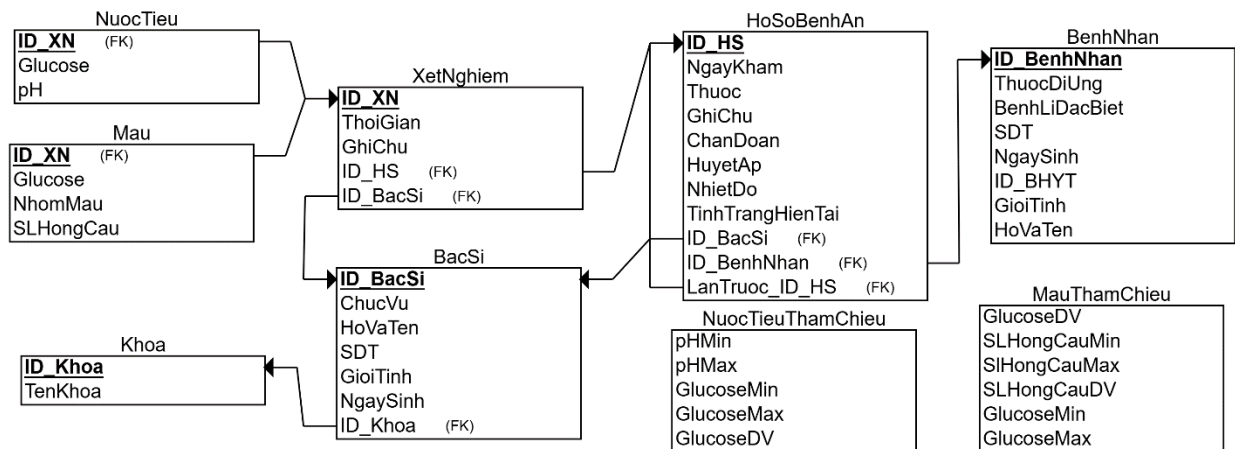 NuocTieu
ID_XN (FK)
Glucose
pH
Mau
ID_XN (FK)
Glucose
NhomMau
SLHongCau
XetNghiem
ID_XN
ThoiGian
GhiChu
ID_HS (FK)
ID_BacSi (FK)
BacSi
ID_BacSi
ChucVu
HoVaTen
SDT
GioiTinh
NgaySinh
ID_Khoa (FK)
Khoa
ID_Khoa
TenKhoa
HoSoBenhAn
ID_HS
NgayKham
Thuoc
GhiChu
ChanDoan
HuyetAp
NhietDo
TinhTrangHienTai
ID_BacSi (FK)
ID_BenhNhan (FK)
LanTruoc_ID_HS (FK)
BenhNhan
ID_BenhNhan
ThuocDiUng
BenhLiDacBiet
SDT
NgaySinh
ID_BHYT
GioiTinh
HoVaTen
NuocTieuThamChieu
pHMin
pHMax
GlucoseMin
GlucoseMax
GlucoseDV
MauThamChieu
GlucoseDV
SLHongCauMin
SlHongCauMax
SLHongCauDV
GlucoseMin
GlucoseMax